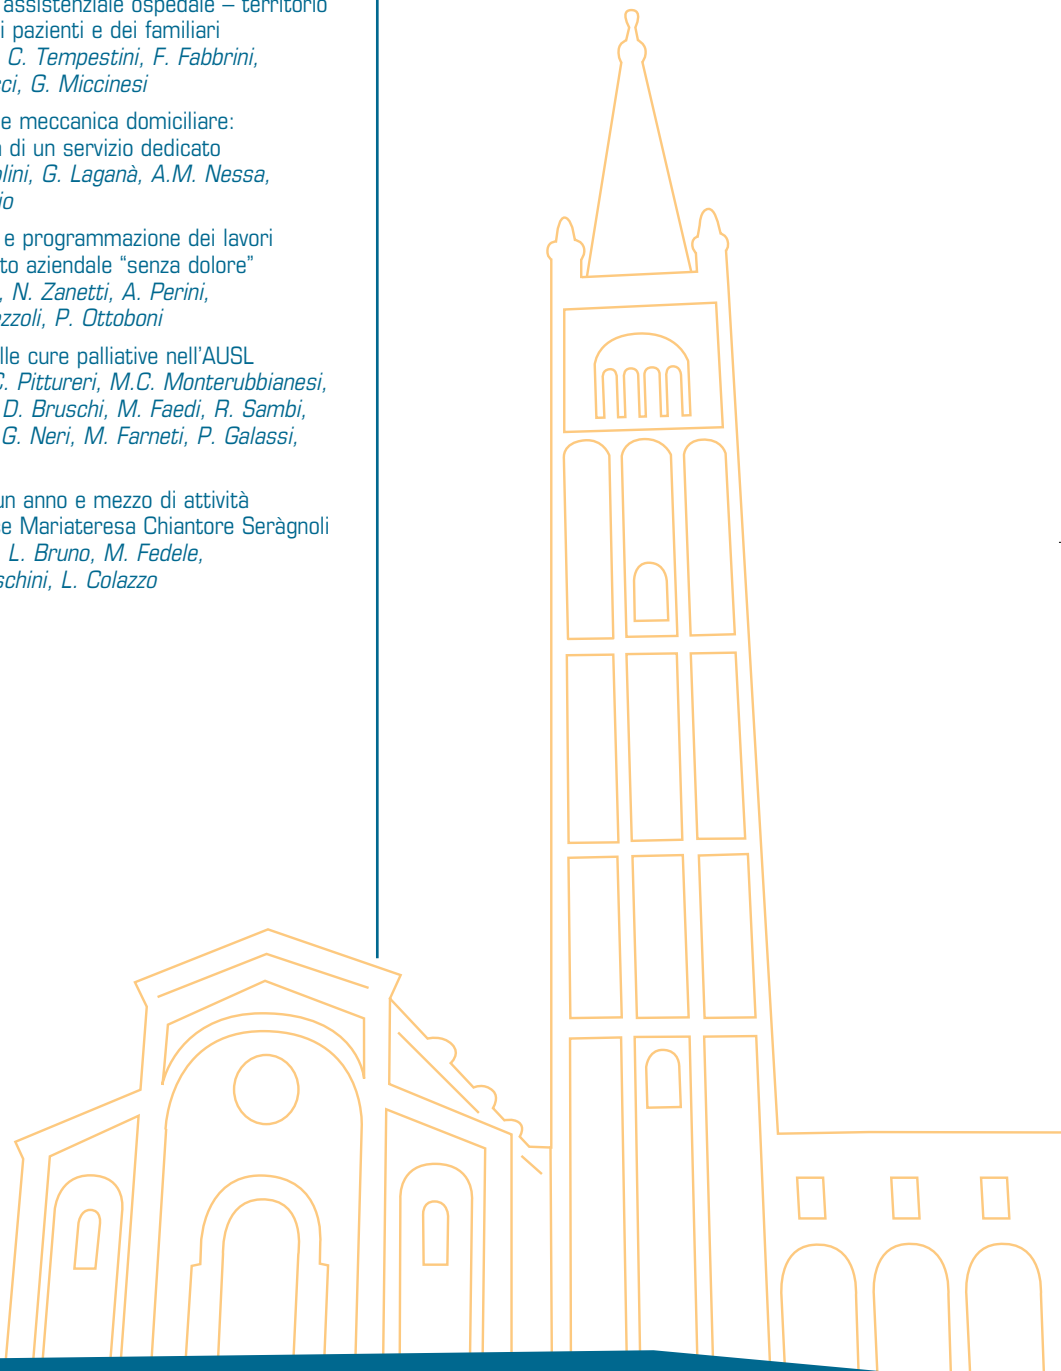 assistenziale ospedale – territorio
i pazienti e dei familiari
C. Tempestini, F. Fabbrini,
cci, G. Miccinesi
e meccanica domiciliare:
di un servizio dedicato
lini, G. Laganà, A.M. Nessa,
io
e programmazione dei lavori
to aziendale “senza dolore”
, N. Zanetti, A. Perini,
zzoli, P. Ottoboni
lle cure palliative nell’AUSL
C. Pittureri, M.C. Monterubbianesi,
D. Bruschi, M. Faedi, R. Sambi,
G. Neri, M. Farneti, P. Galassi,
un anno e mezzo di attività
e Mariateresa Chiantore Seràgnoli
, L. Bruno, M. Fedele,
schini, L. Colazzo